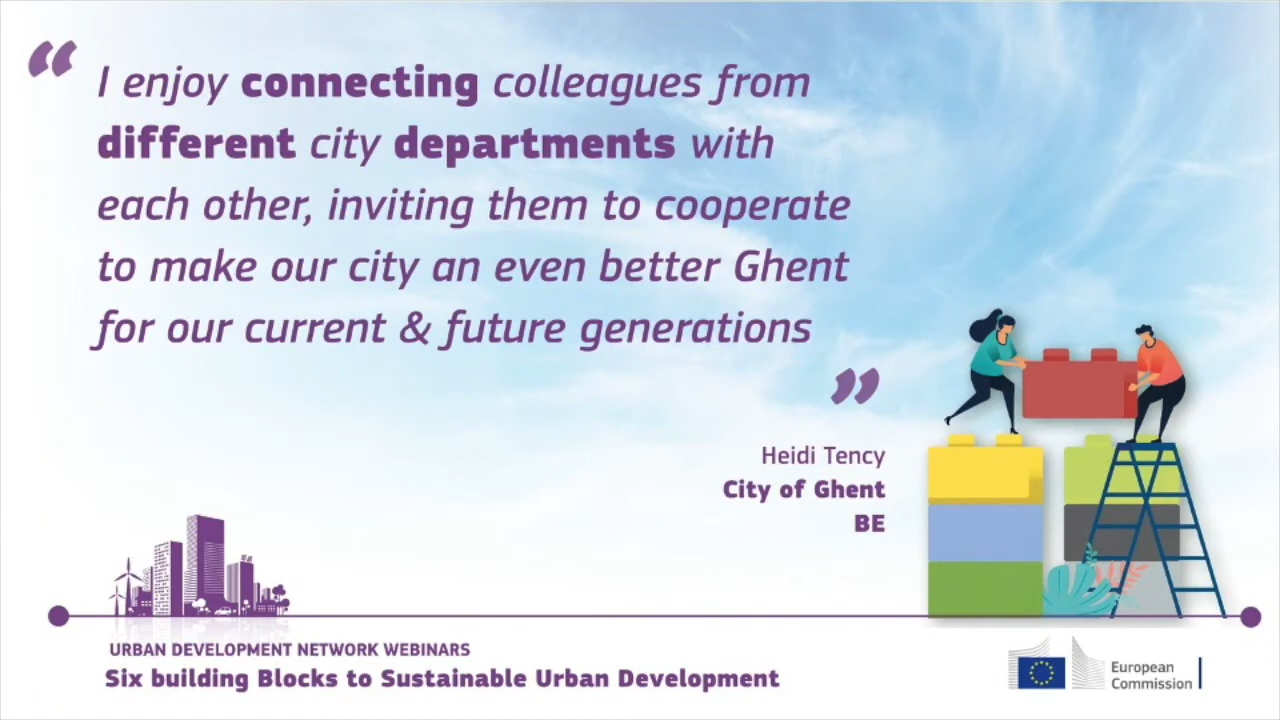 “ I enjoy connecting colleagues from
different city departments with
each other, inviting them to cooperate
to make our city an even better Ghent
for our current & future generations
”
Heidi Tency
City of Ghent
BE
URBAN DEVELOPMENT NETWORK WEBINARS
Six building Blocks to Sustainable Urban Development
European
Commission